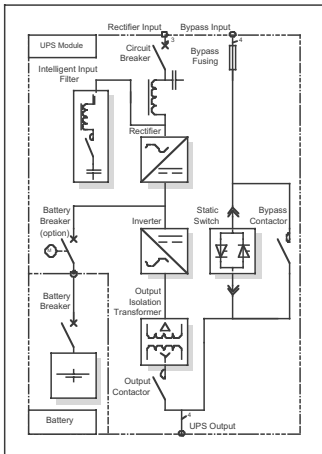 Rectifier Input
Bypass Input
3
4
UPS Module
Circuit
Breaker
Bypass
Fusing
Intelligent Input
Filter
Rectifier
Battery
Breaker
(option)
M
Inverter
Static
Switch
Bypass
Contactor
Battery
Breaker
Output
Isolation
Transformer
Output
Contactor
Battery
4
UPS Output